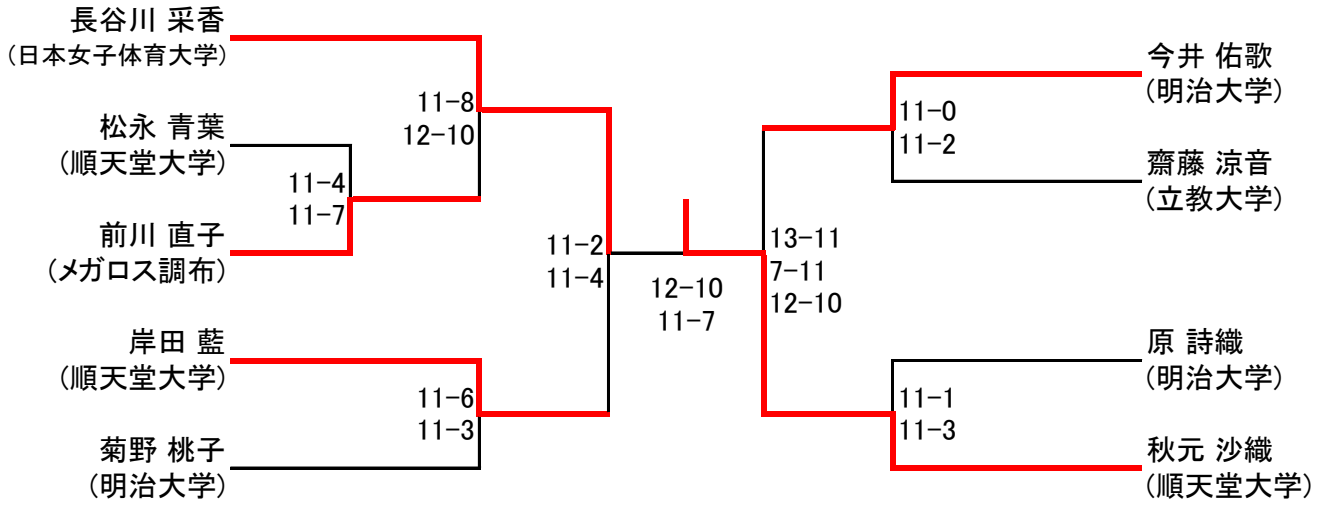 長谷川 采香
(日本女子体育大学)
松永 青葉
(順天堂大学)
前川 直子
(メガロス調布)
岸田 藍
(順天堂大学)
菊野 桃子
(明治大学)
11-8
12-10
11-4
11-7
11-6
11-3
11-2
11-4
12-10
11-7
13-11
7-11
12-10
11-0
11-2
11-1
11-3
今井 佑歌
(明治大学)
齋藤 涼音
(立教大学)
原 詩織
(明治大学)
秋元 沙織
(順天堂大学)